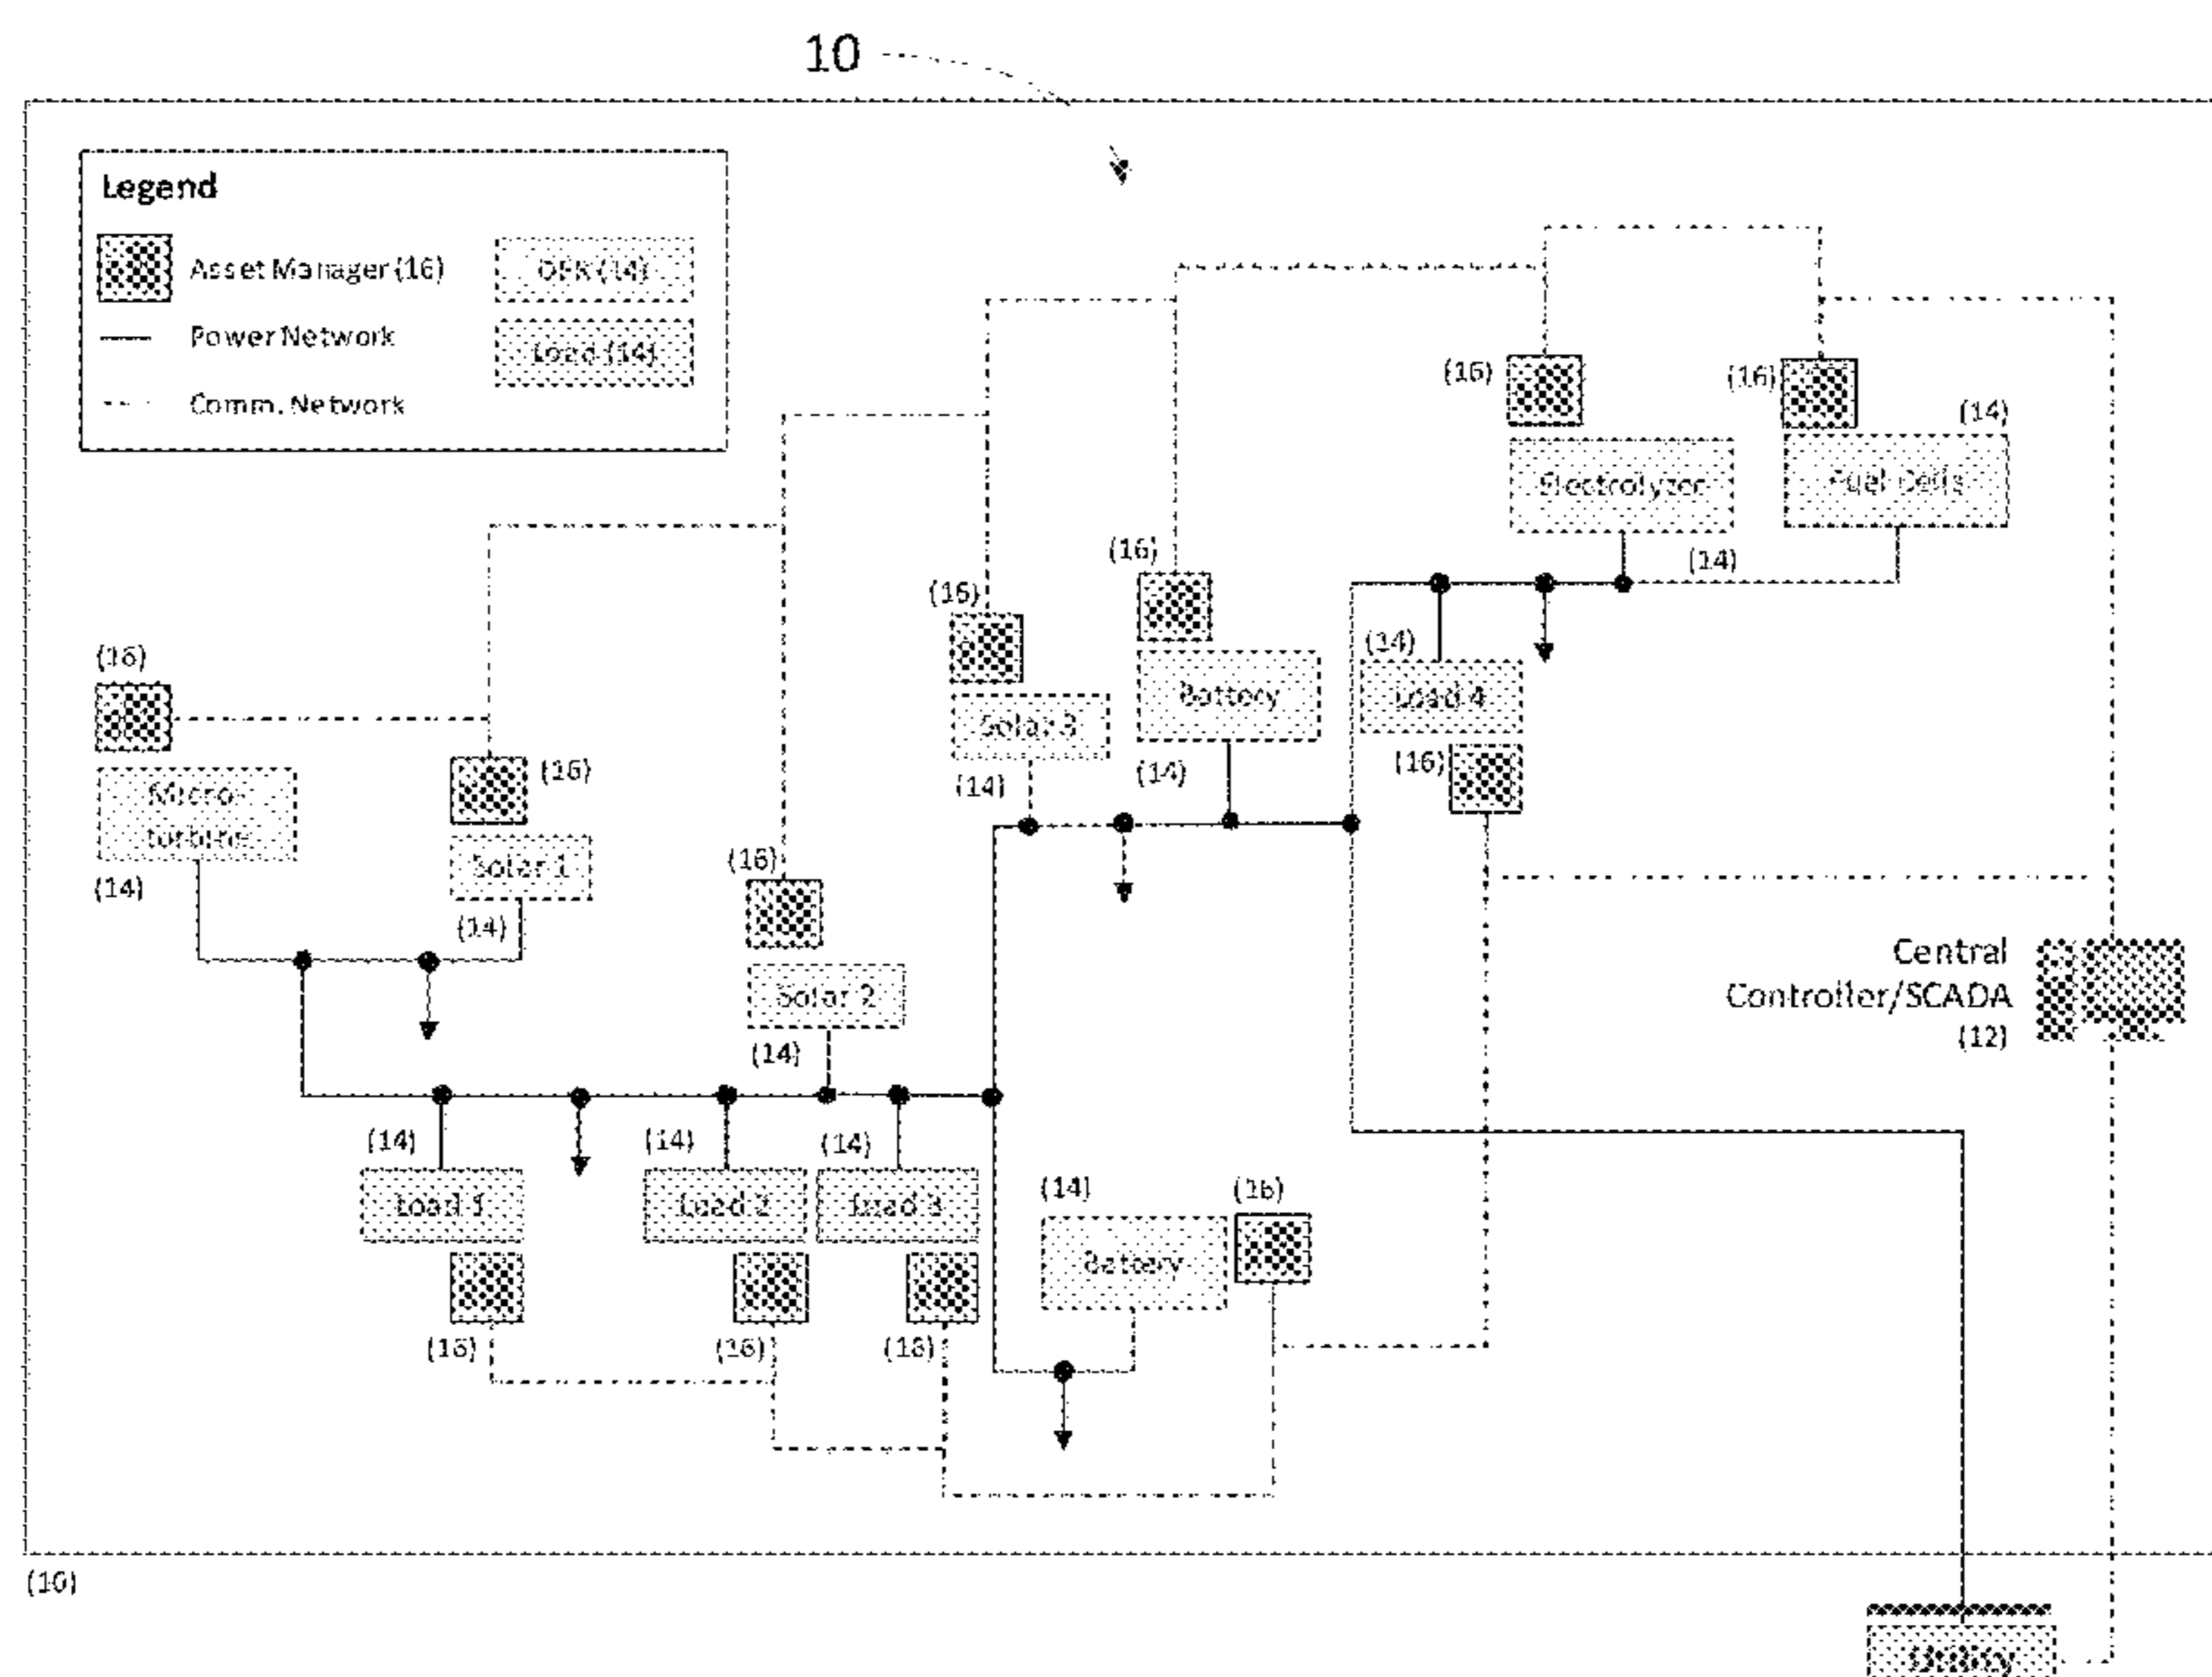 10
Legend
Asset Manager (16)
Power Network
Load (14)
Comm. Network
(16)
(16)
(14)
Electrolyzer
Fuel Cells
(16)
(14)
(16)
(14)
(16)
Battery
Load 4
Solar 3
(16)
(16)
(14)
(14)
Micro-
turbine
Solar 1
(16)
(14)
(14)
Central
Controller/SCADA
(12)
Solar 2
(14)
(14)
(14)
(14)
(14)
(16)
Load 1
Load 2
Load 3
Battery
(16)
(16)
(16)
(10)
Utility